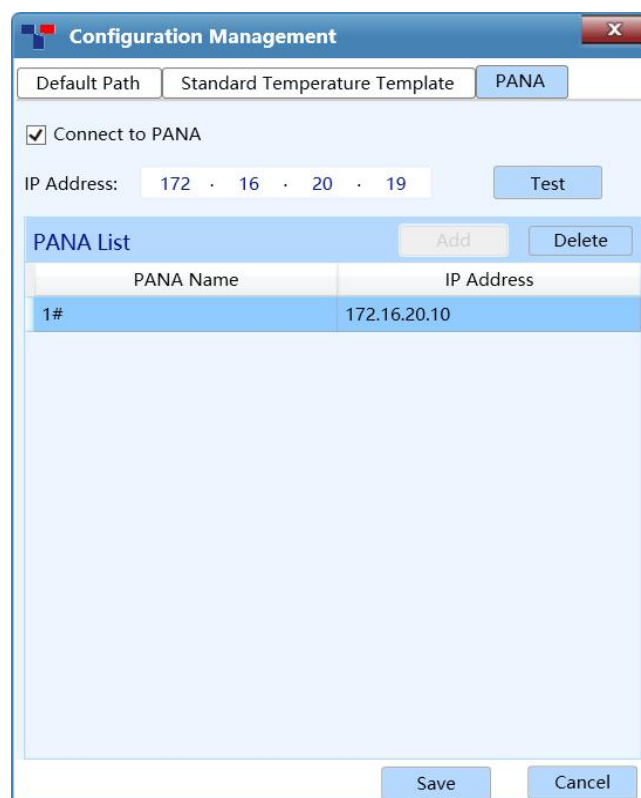 Configuration Management
x
Default Path Standard Temperature Template PANA
Connect to PANA
IP Address: 172 . 16 . 20 . 19 Test
PANA List Add Delete
PANA Name IP Address
1# 172.16.20.10
Save Cancel